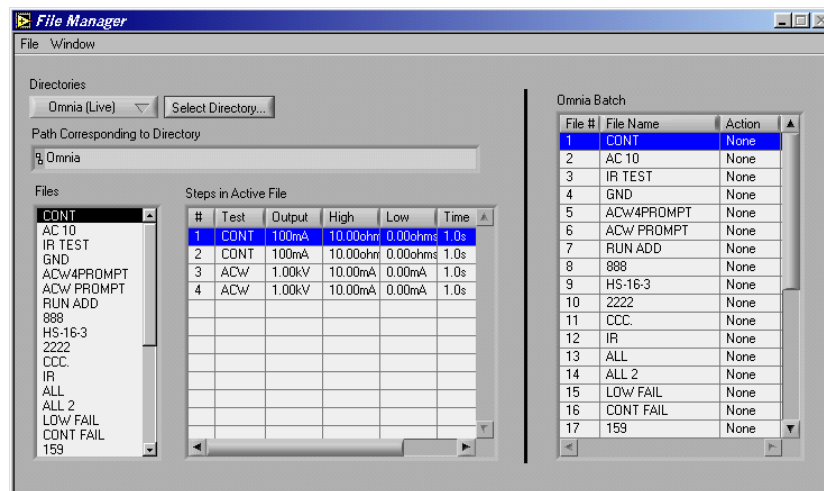 File Manager
File Window
Directories
Omnia (Live)
Select Directory...
Path Corresponding to Directory
Omnia
Files
CONT
AC 10
IR TEST
GND
ACW4PROMPT
ACW PROMPT
RUN ADD
888
HS-16-3
2222
CCC.
IR
ALL
ALL 2
LOW FAIL
CONT FAIL
159
Steps in Active File
# Test Output High Low Time
1 CONT 100mA 10.00ohm 0.00ohms 1.0s
2 CONT 100mA 10.00ohm 0.00ohms 1.0s
3 ACW 1.00kV 10.00mA 0.00mA 1.0s
4 ACW 1.00kV 10.00mA 0.00mA 1.0s
Omnia Batch
File # File Name Action
1 CONT None
2 AC 10 None
3 IR TEST None
4 GND None
5 ACW4PROMPT None
6 ACW PROMPT None
7 RUN ADD None
8 888 None
9 HS-16-3 None
10 2222 None
11 CCC. None
12 IR None
13 ALL None
14 ALL 2 None
15 LOW FAIL None
16 CONT FAIL None
17 159 None